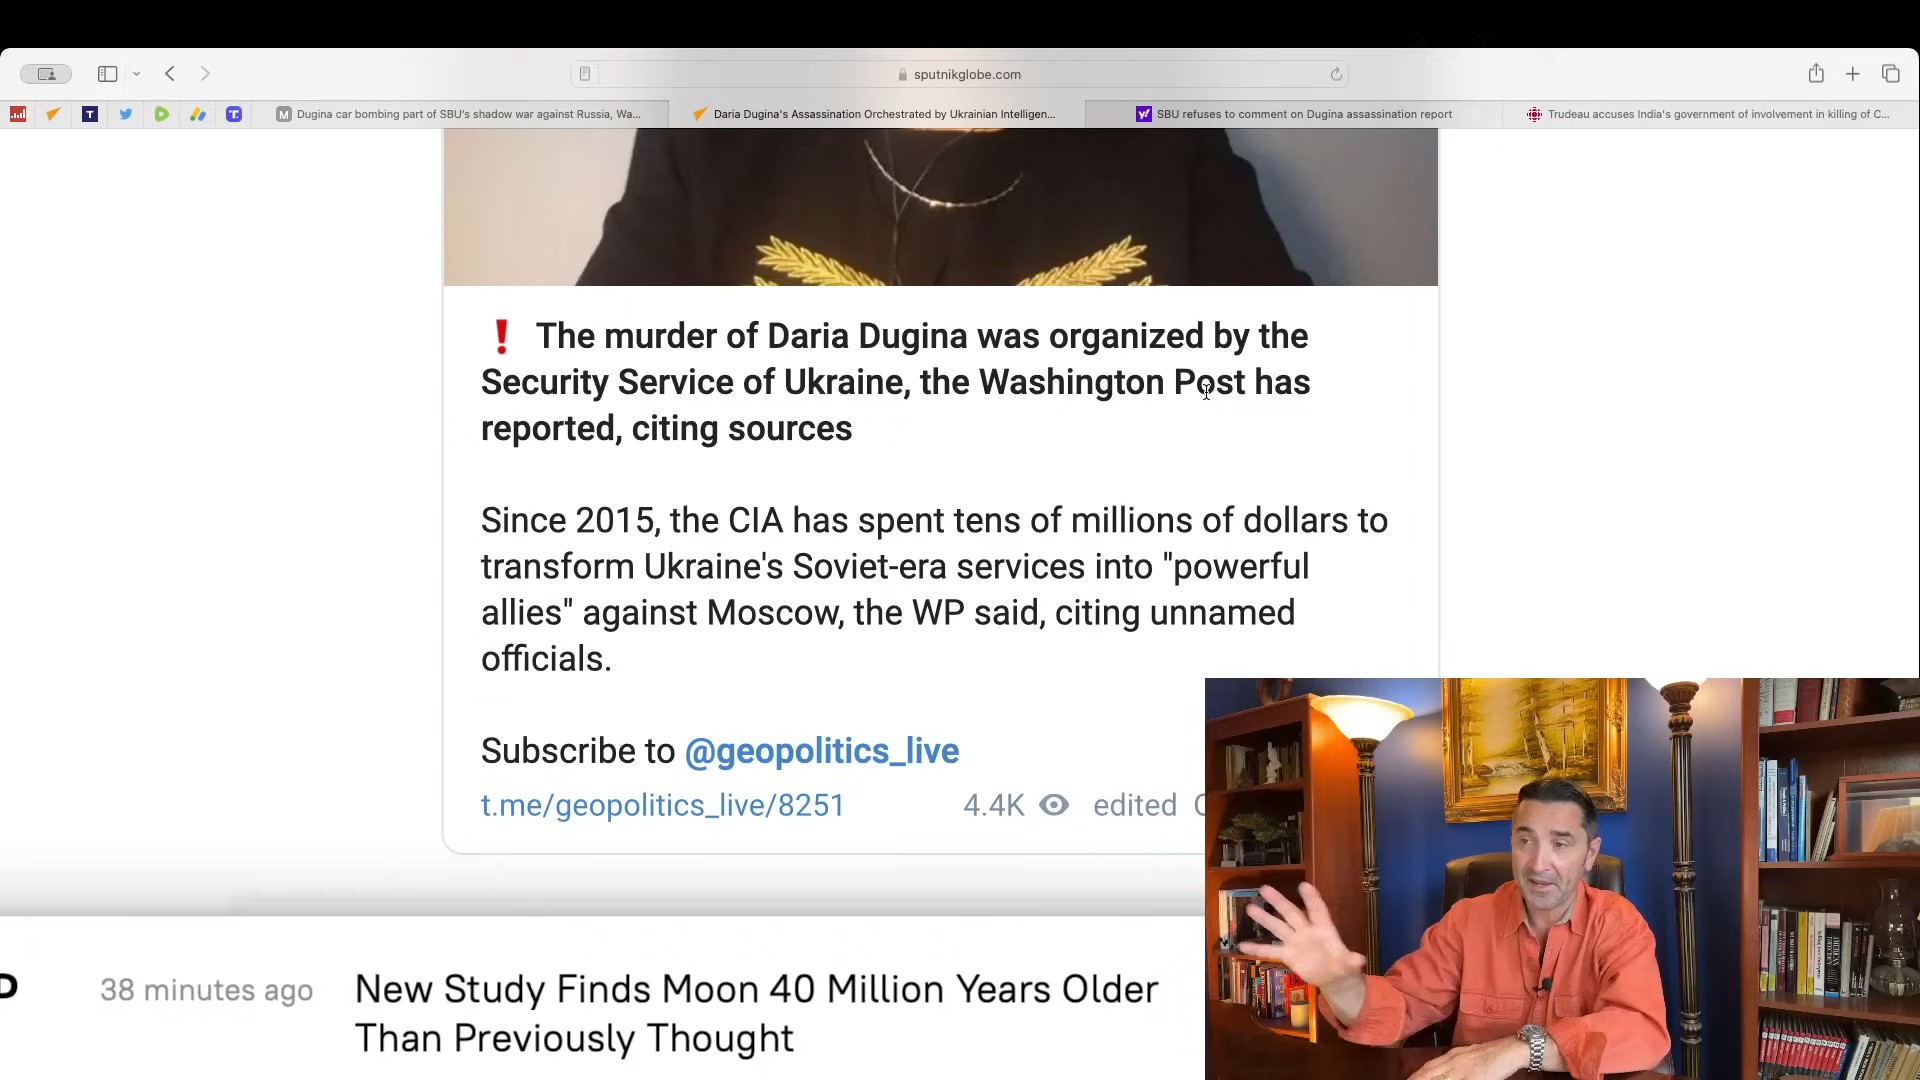 sputnikglobe.com
Dugina car bombing part of SBU's shadow war against Russia, Wa...
Daria Dugina's Assassination Orchestrated by Ukrainian Intelligen...
SBU refuses to comment on Dugina assassination report
Trudeau accuses India's government of involvement in killing of C...
❗ The murder of Daria Dugina was organized by the
Security Service of Ukraine, the Washington Post has
reported, citing sources
Since 2015, the CIA has spent tens of millions of dollars to
transform Ukraine's Soviet-era services into "powerful
allies" against Moscow, the WP said, citing unnamed
officials.
Subscribe to @geopolitics_live
t.me/geopolitics_live/8251 4.4K edited
38 minutes ago
New Study Finds Moon 40 Million Years Older
Than Previously Thought